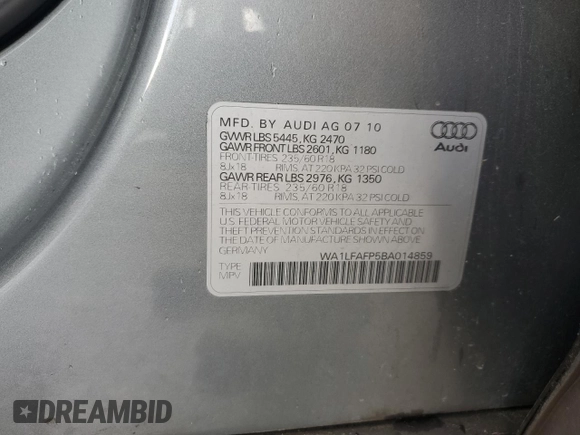 MFD. BY AUDI AG 07 10
GVWR LBS 5445, KG 2470
GAWR FRONT LBS 2601, KG 1180
FRONT-TIRES 235/60 R18
8Jx18 RIMS, AT 220 KPA 32 PSI COLD
GAWR REAR LBS 2976, KG 1350
REAR-TIRES 235/60 R18
8Jx18 RIMS, AT 220 KPA 32 PSI COLD
THIS VEHICLE CONFORMS TO ALL APPLICABLE
U.S. FEDERAL MOTOR VEHICLE SAFETY AND
THEFT PREVENTION STANDARDS IN EFFECT ON
THE DATE OF MANUFACTURE SHOWN ABOVE.
GERMANY
WA1LFAFP5BA014859
TYPE
MPV
Audi
DREAMBID